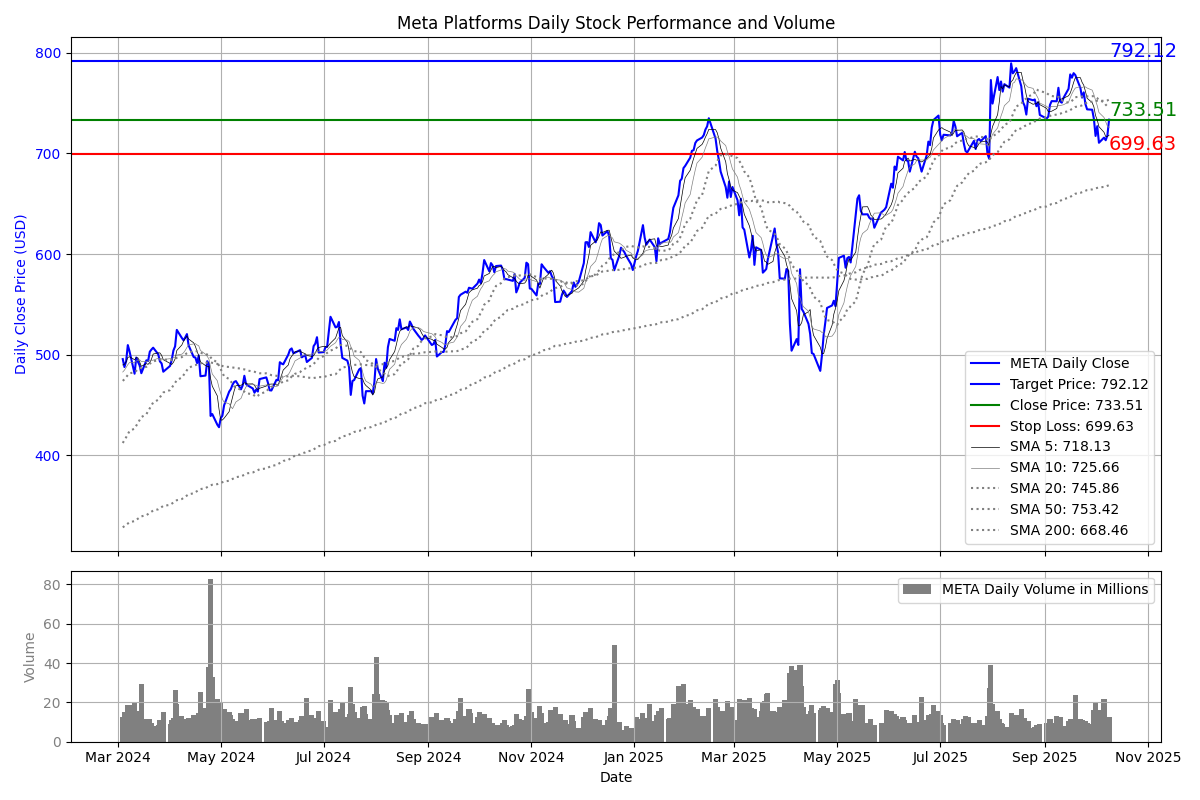 Meta Platforms Daily Stock Performance and Volume
Daily Close Price (USD)
800
700
600
500
400
792.12
733.51
699.63
META Daily Close
Target Price: 792.12
Close Price: 733.51
Stop Loss: 699.63
SMA 5: 718.13
SMA 10: 725.66
SMA 20: 745.86
SMA 50: 753.42
SMA 200: 668.46
Volume
80
60
40
20
0
META Daily Volume in Millions
Mar 2024 May 2024 Jul 2024 Sep 2024 Nov 2024 Jan 2025 Mar 2025 May 2025 Jul 2025 Sep 2025 Nov 2025
Date